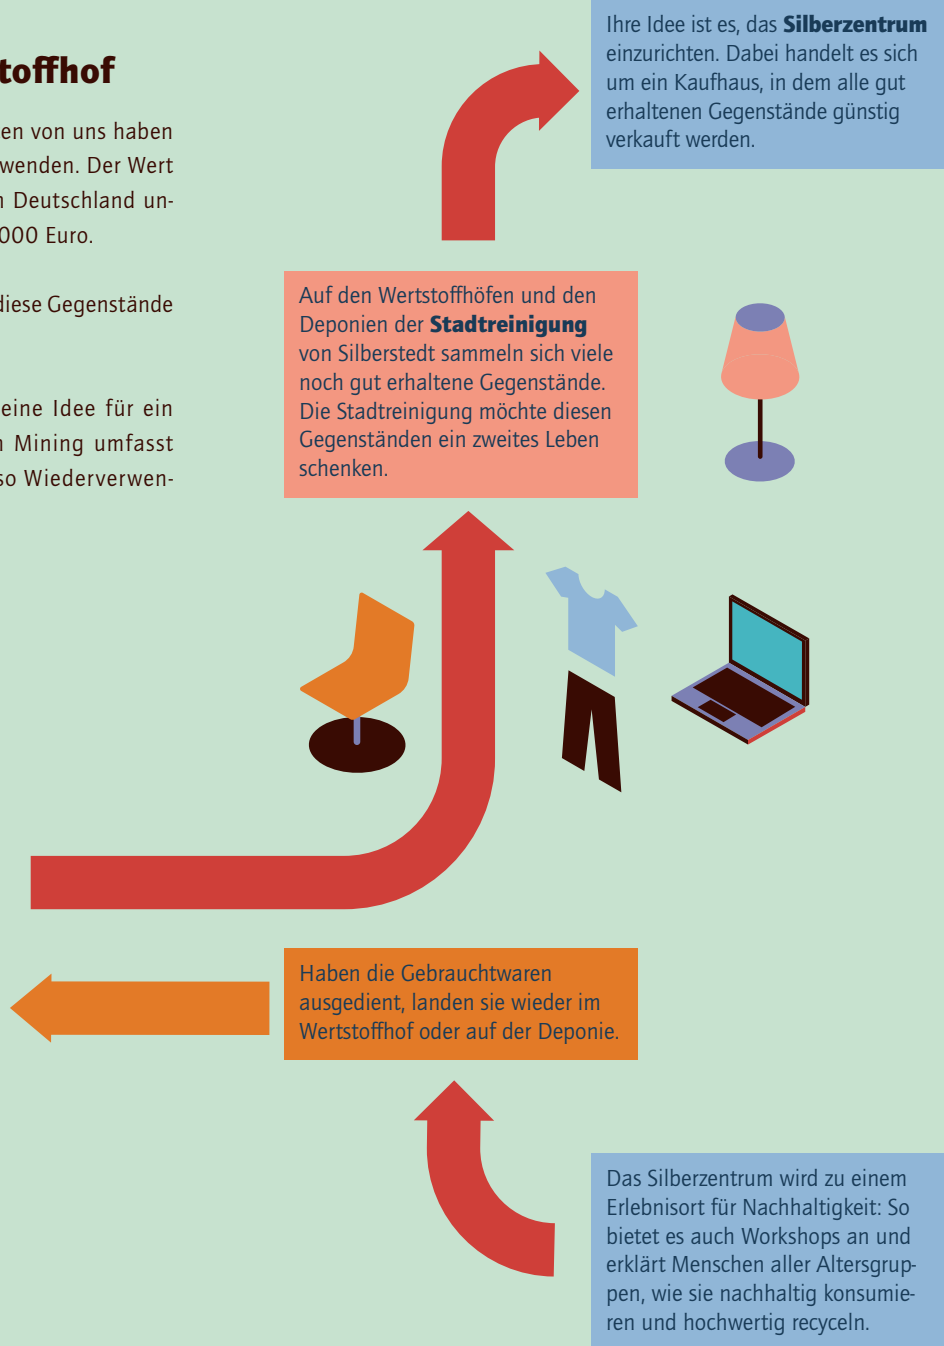 toffhof
en von uns haben
wenden. Der Wert
n Deutschland un-
000 Euro.
diese Gegenstände
eine Idee für ein
n Mining umfasst
so Wiederverwen-
Ihre Idee ist es, das Silberzentrum
einzurichten. Dabei handelt es sich
um ein Kaufhaus, in dem alle gut
erhaltenen Gegenstände günstig
verkauft werden.
Auf den Wertstoffhöfen und den
Deponien der Stadtreinigung
von Silberstedt sammeln sich viele
noch gut erhaltene Gegenstände.
Die Stadtreinigung möchte diesen
Gegenständen ein zweites Leben
schenken.
Haben die Gebrauchtwaren
ausgedient, landen sie wieder im
Wertstoffhof oder auf der Deponie.
Das Silberzentrum wird zu einem
Erlebnisort für Nachhaltigkeit: So
bietet es auch Workshops an und
erklärt Menschen aller Altersgrup-
pen, wie sie nachhaltig konsumie-
ren und hochwertig recyceln.